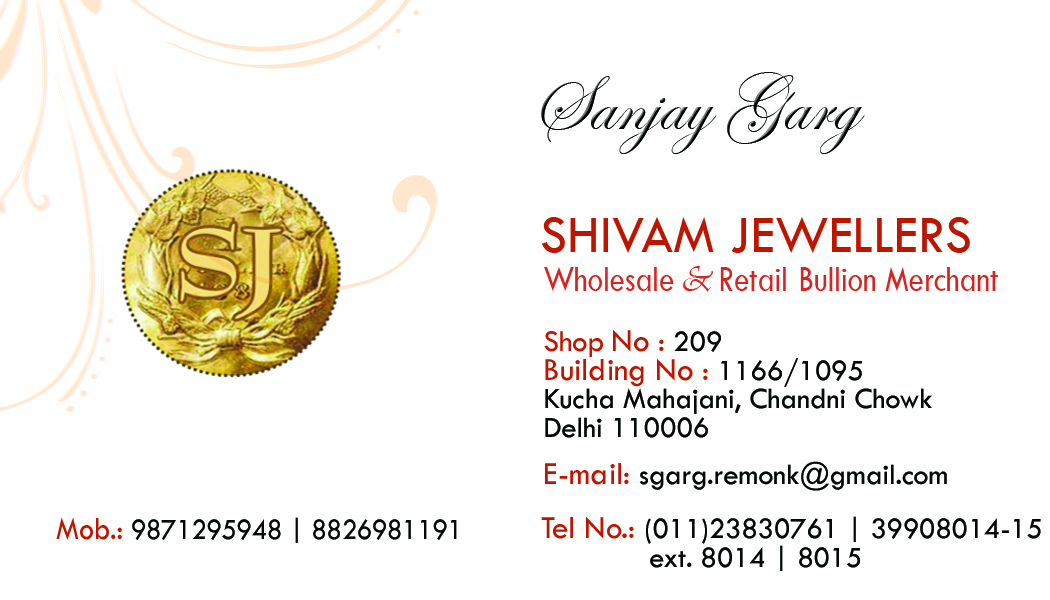 Sanjay Garg
SJ
&
SHIVAM JEWELLERS
Wholesale & Retail Bullion Merchant
Shop No : 209
Building No : 1166/1095
Kucha Mahajani, Chandni Chowk
Delhi 110006
E-mail: sgarg.remonk@gmail.com
Mob.: 9871295948 | 8826981191
Tel No.: (011)23830761 | 39908014-15
ext. 8014 | 8015